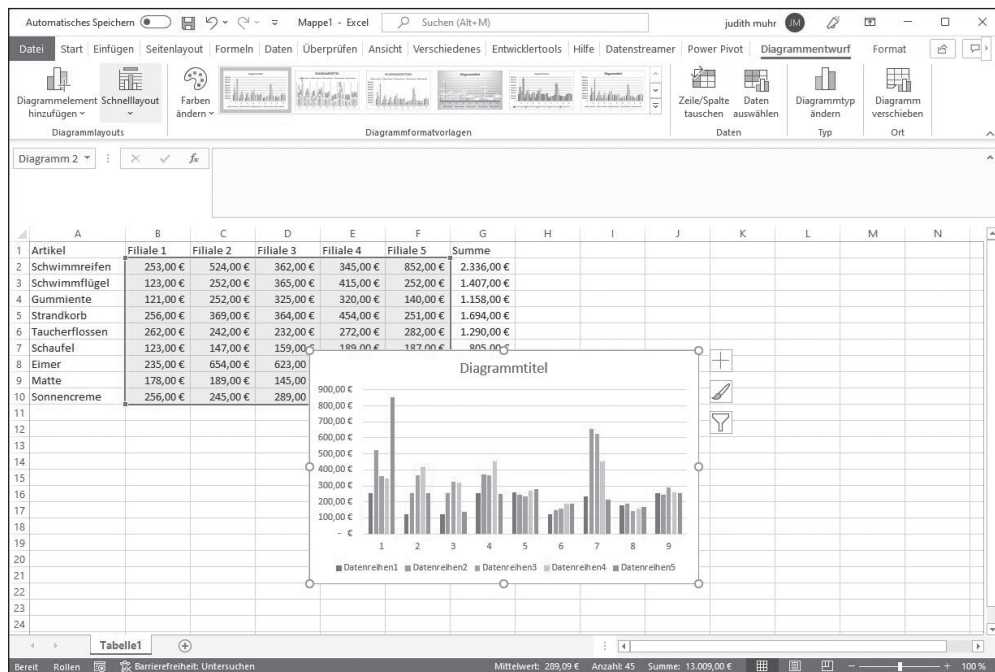 Automatisches Speichern Mappe1 - Excel Suchen (Alt+M) judith muhr JM
Datei Start Einfügen Seitenlayout Formeln Daten Überprüfen Ansicht Verschiedenes Entwicklertools Hilfe Datenstreamer Power Pivot Diagrammentwurf Format
Diagrammelement Schnelllayout Farben Zeile/Spalte Daten Diagrammtyp Diagramm
hinzufügen ändern tauschen auswählen ändern verschieben
Diagrammlayouts Diagrammformatvorlagen Daten Typ Ort
Diagramm 2 fx
A B C D E F G H I J K L M N
1 Artikel Filiale 1 Filiale 2 Filiale 3 Filiale 4 Filiale 5 Summe
2 Schwimmreifen 253,00 € 524,00 € 362,00 € 345,00 € 852,00 € 2.336,00 €
3 Schwimmflügel 123,00 € 252,00 € 365,00 € 415,00 € 252,00 € 1.407,00 €
4 Gummiente 121,00 € 252,00 € 325,00 € 320,00 € 140,00 € 1.158,00 €
5 Strandkorb 256,00 € 369,00 € 364,00 € 454,00 € 251,00 € 1.694,00 €
6 Taucherflossen 262,00 € 242,00 € 232,00 € 272,00 € 282,00 € 1.290,00 €
7 Schaufel 123,00 € 147,00 € 159,00 € 189,00 € 187,00 € 805,00 €
8 Eimer 235,00 € 654,00 € 623,00
9 Matte 178,00 € 189,00 € 145,00
10 Sonnencreme 256,00 € 245,00 € 289,00
11
12
13
14
15
16
17
18
19
20
21
22
23
24
Diagrammtitel
900,00 €
800,00 €
700,00 €
600,00 €
500,00 €
400,00 €
300,00 €
200,00 €
100,00 €
- €
1 2 3 4 5 6 7 8 9
Datenreihen1 Datenreihen2 Datenreihen3 Datenreihen4 Datenreihen5
Tabelle1
Bereit Rollen Barrierefreiheit: Untersuchen Mittelwert: 289,09 € Anzahl: 45 Summe: 13.009,00 € 100 %